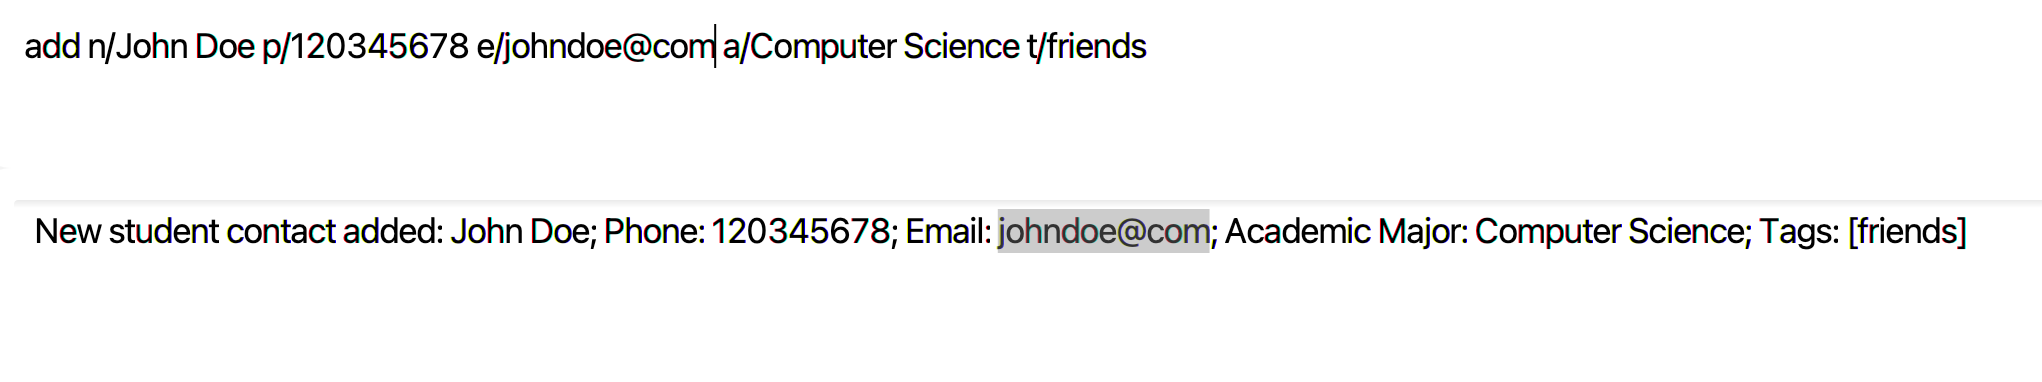 add n/John Doe p/120345678 e/johndoe@com a/Computer Science t/friends
New student contact added: John Doe; Phone: 120345678; Email: johndoe@com; Academic Major: Computer Science; Tags: [friends]